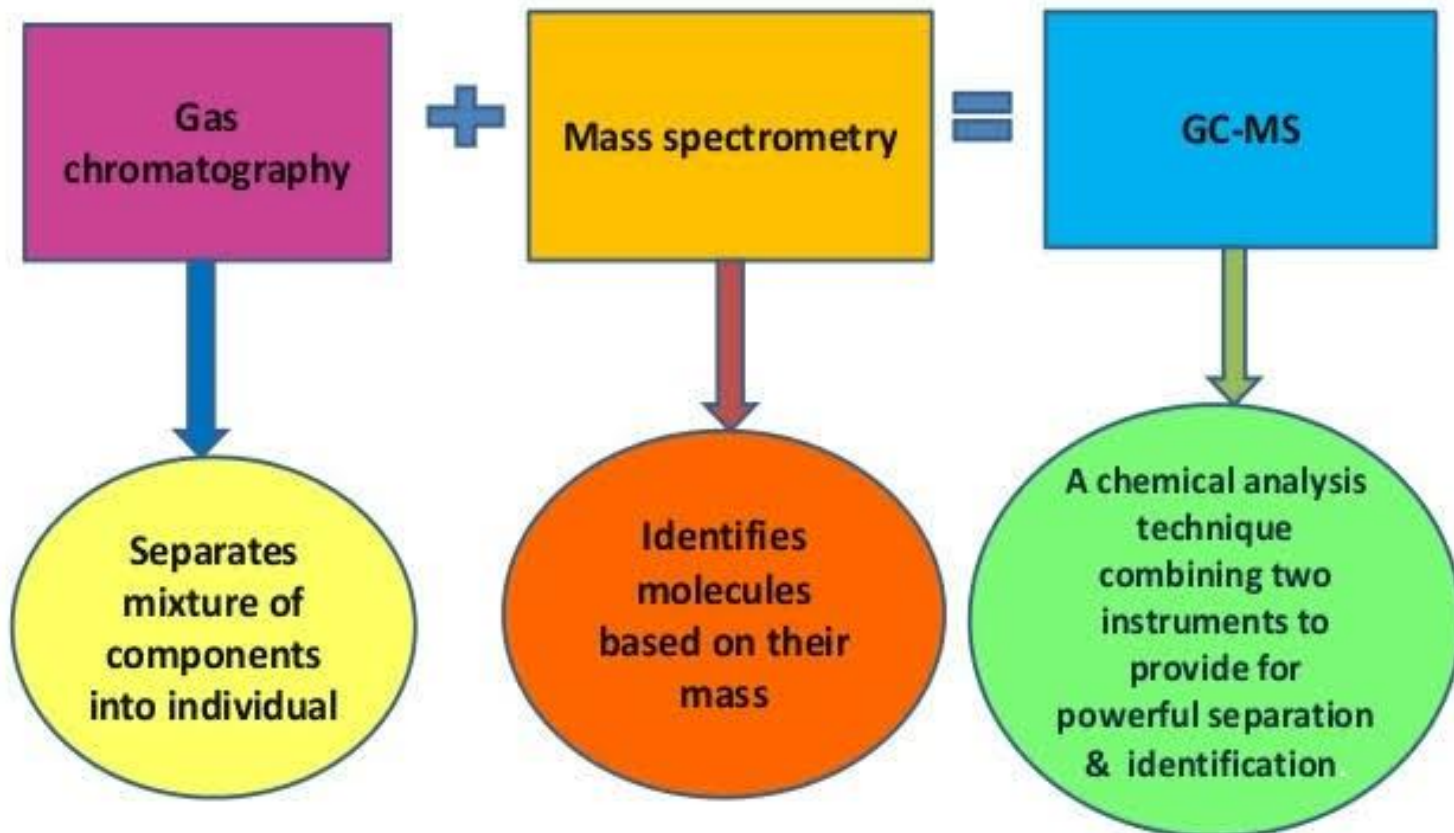 Gas
chromatography
Mass spectrometry
GC-MS
Separates
mixture of
components
into individual
Identifies
molecules
based on their
mass
A chemical analysis
technique
combining two
instruments to
provide for
powerful separation
& identification